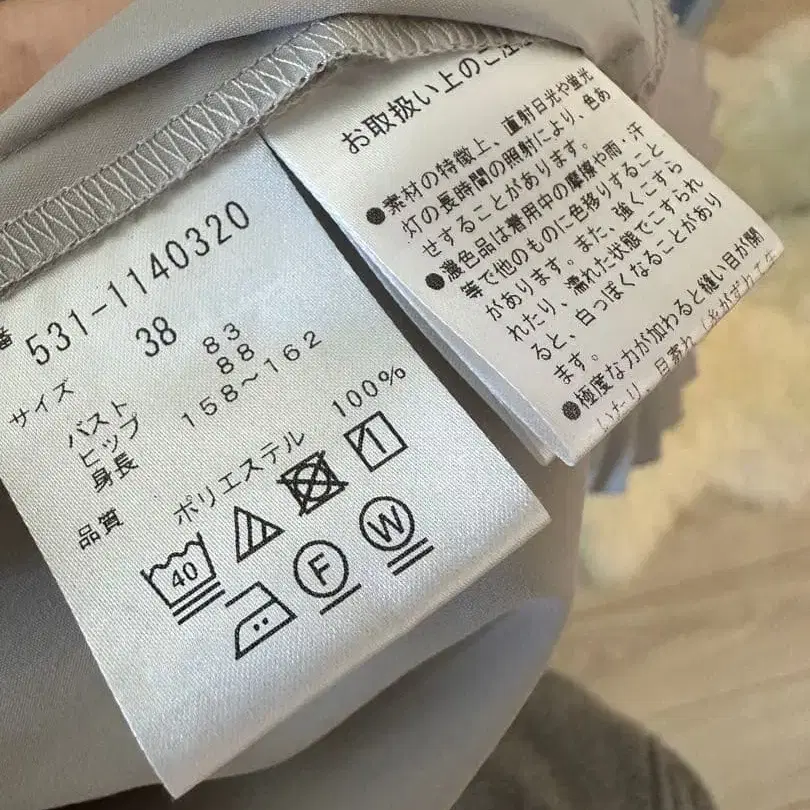 番 531-1140320
サイズ 38
バスト 83
ヒップ 88
身長 158～162
品質 ポリエステル 100%
40
F W
お取扱い上のご注
●素材の特徴上、直射日光や蛍光
灯の長時間の照射により、色あ
せすることがあります。
●濃色品は着用中の摩擦や雨・汗
等で他のものに色移りすること
があります。また、強くこすら
れたり、濡れた状態でこすられ
ると、白っぽくなることがあり
ます。
●極度な力が加わると縫い目が開
いたり、目寄れ